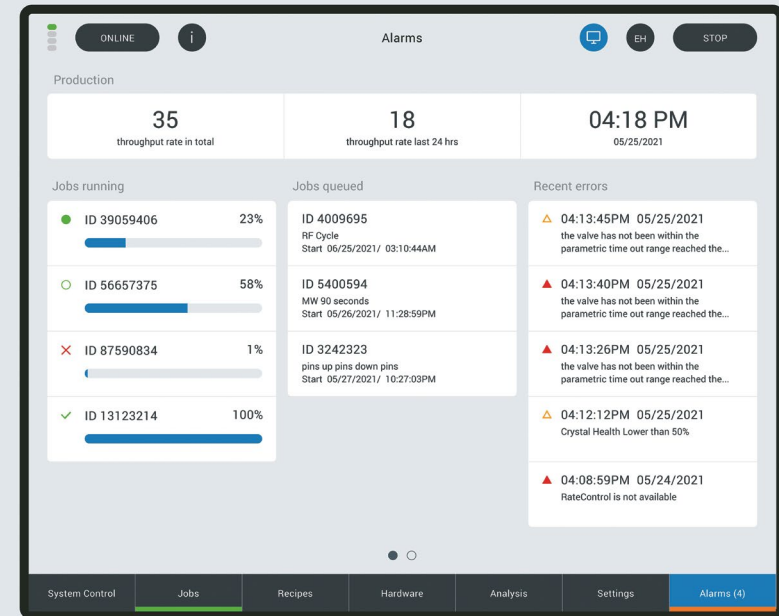 ONLINE
i
Alarms
EH
STOP
Production
35
throughput rate in total
18
throughput rate last 24 hrs
04:18 PM
05/25/2021
Jobs running
ID 39059406 23%
ID 56657375 58%
ID 87590834 1%
ID 13123214 100%
Jobs queued
ID 4009695
RF Cycle
Start 06/25/2021/ 03:10:44AM
ID 5400594
MW 90 seconds
Start 05/26/2021/ 11:28:59PM
ID 3242323
pins up pins down pins
Start 05/27/2021/ 10:27:03PM
Recent errors
04:13:45PM 05/25/2021
the valve has not been within the
parametric time out range reached the...
04:13:40PM 05/25/2021
the valve has not been within the
parametric time out range reached the...
04:13:26PM 05/25/2021
the valve has not been within the
parametric time out range reached the...
04:12:12PM 05/25/2021
Crystal Health Lower than 50%
04:08:59PM 05/24/2021
RateControl is not available
System Control Jobs Recipes Hardware Analysis Settings Alarms (4)